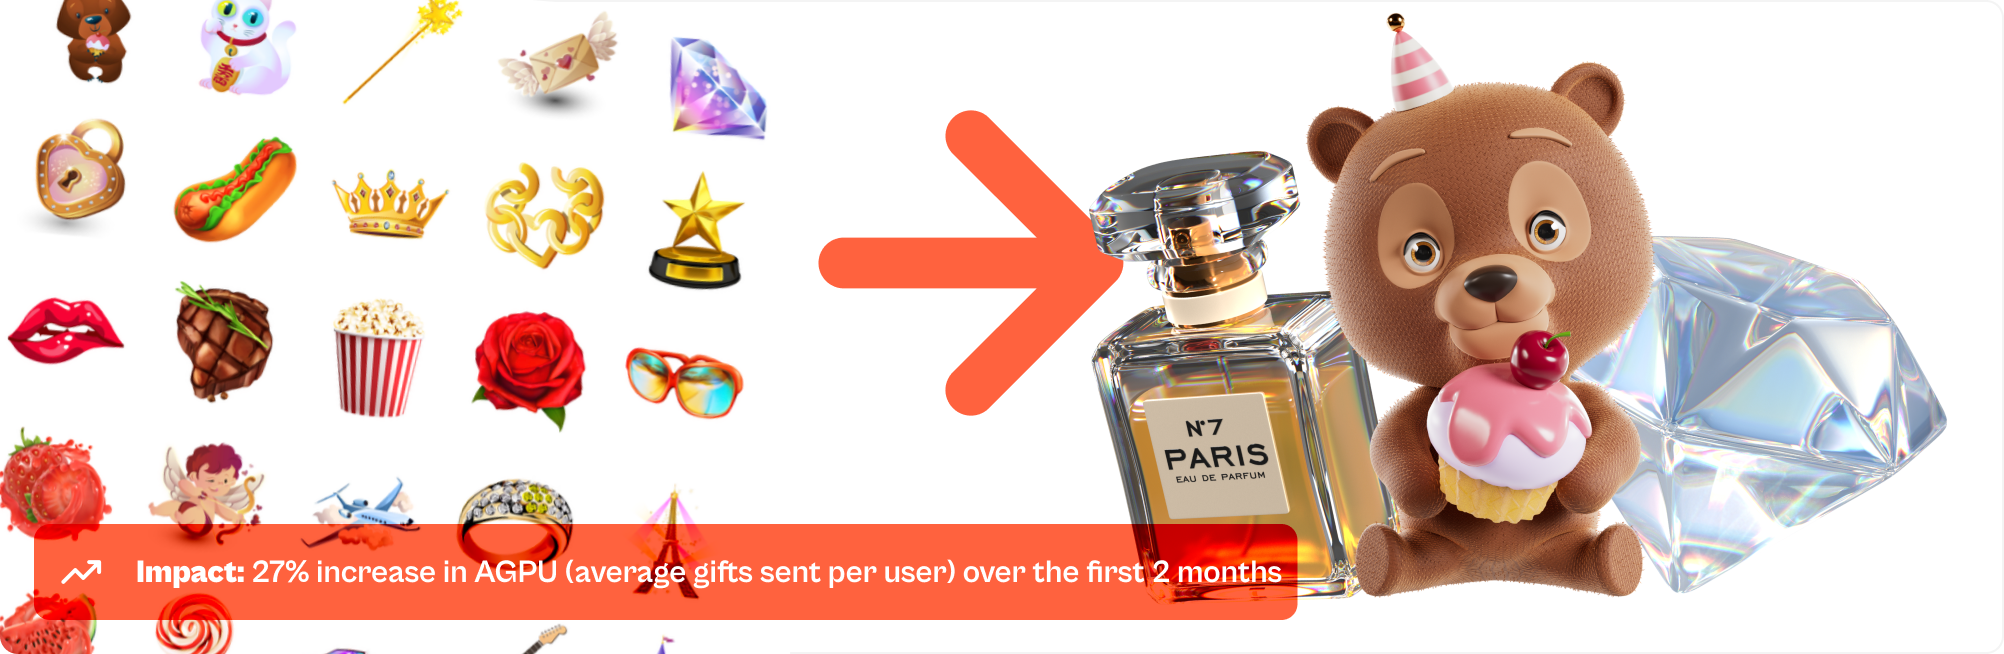 N°7
PARIS
EAU DE PARFUM
Impact: 27% increase in AGPU (average gifts sent per user) over the first 2 months